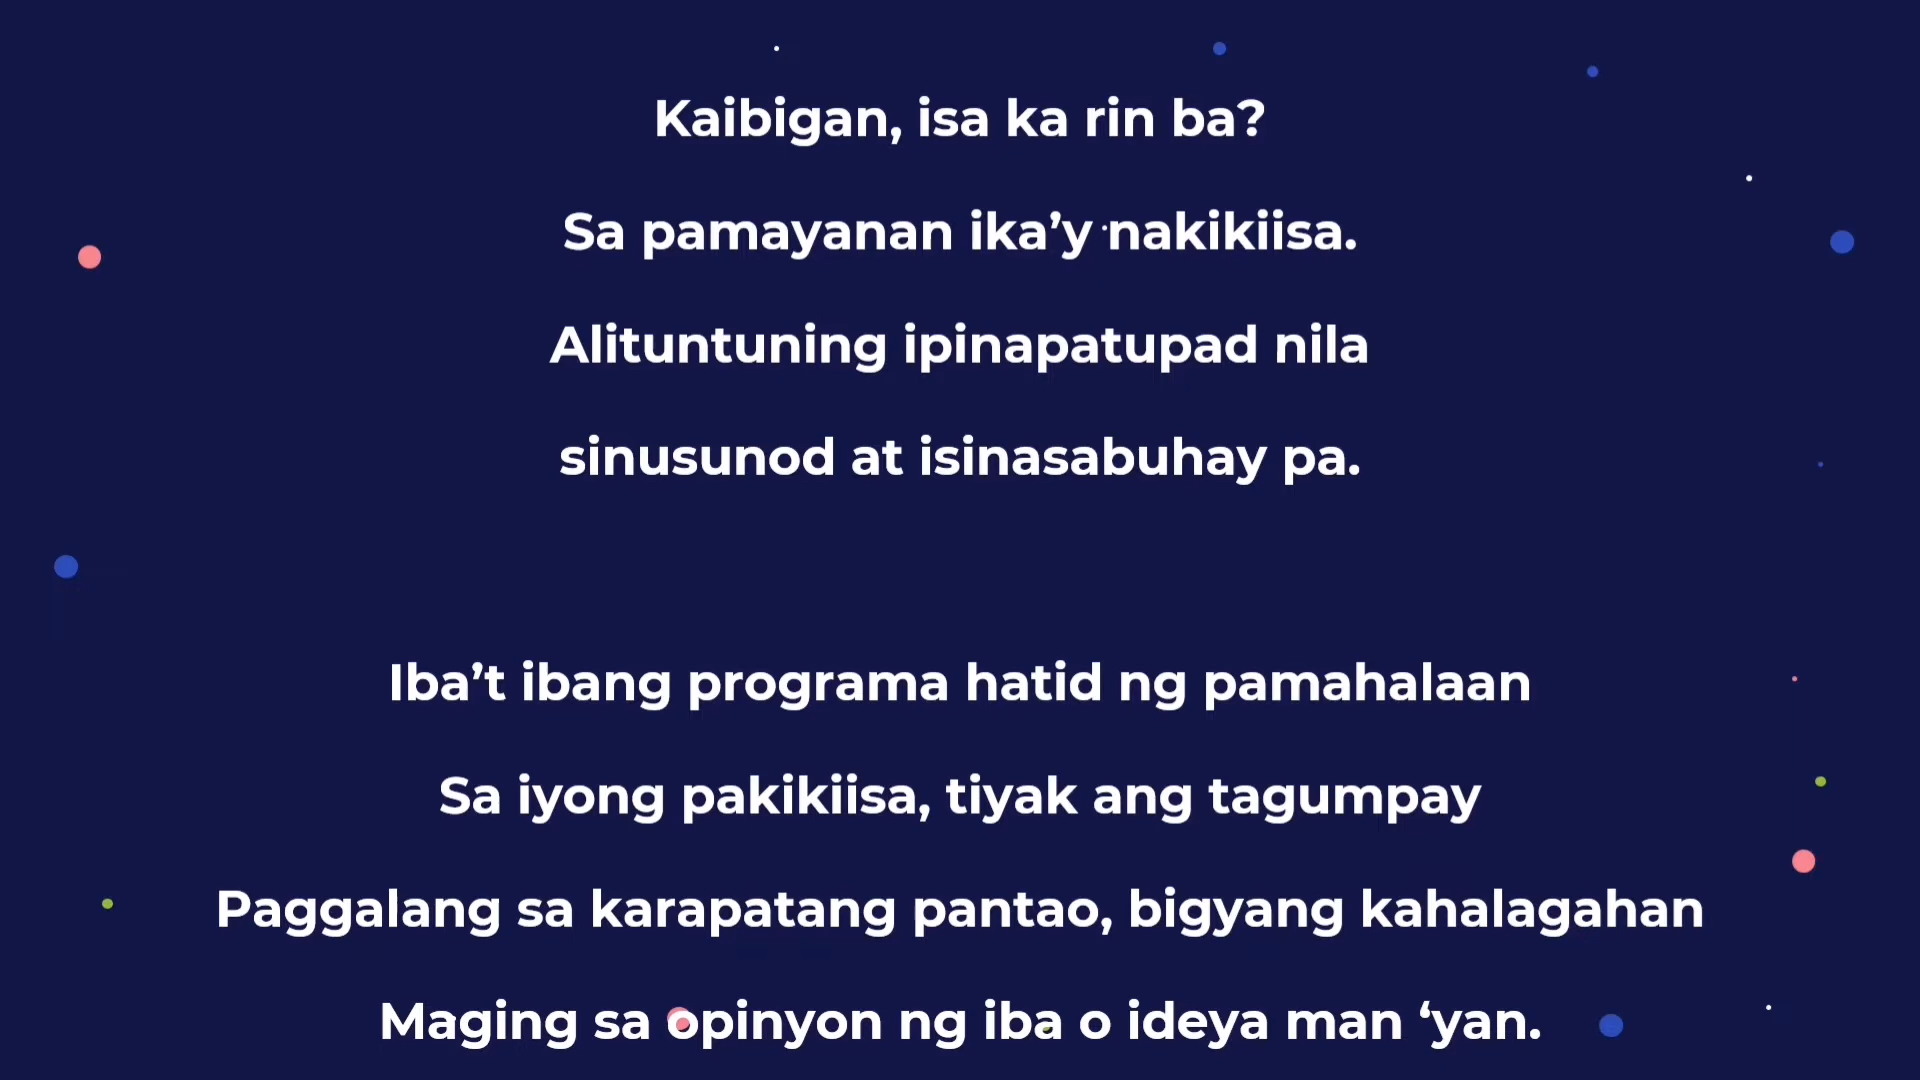 Kaibigan, isa ka rin ba?
Sa pamayanan ika’y nakikiisa.
Alituntuning ipinapatupad nila
sinusunod at isinasabuhay pa.
Iba’t ibang programa hatid ng pamahalaan
Sa iyong pakikiisa, tiyak ang tagumpay
Paggalang sa karapatang pantao, bigyang kahalagahan
Maging sa opinyon ng iba o ideya man ‘yan.